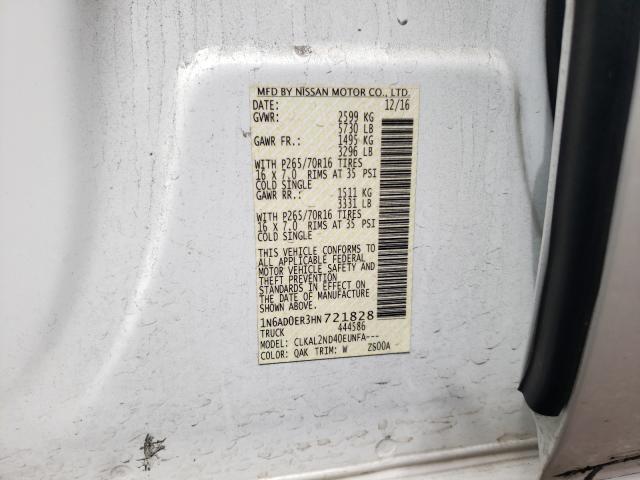 MFD BY NISSAN MOTOR CO., LTD.
DATE: 12/16
GVWR: 2599 KG
5730 LB
GAWR FR.: 1495 KG
3296 LB
WITH P265/70R16 TIRES
16 X 7.0 RIMS AT 35 PSI
COLD SINGLE
GAWR RR.: 1511 KG
3331 LB
WITH P265/70R16 TIRES
16 X 7.0 RIMS AT 35 PSI
COLD SINGLE
THIS VEHICLE CONFORMS TO
ALL APPLICABLE FEDERAL
MOTOR VEHICLE SAFETY AND
THEFT PREVENTION
STANDARDS IN EFFECT ON
THE DATE OF MANUFACTURE
SHOWN ABOVE.
1N6AD0ER3HN721828
TRUCK 444586
MODEL: CLKAL2ND40EUNFA---
COLOR: QAK TRIM: W ZS00A